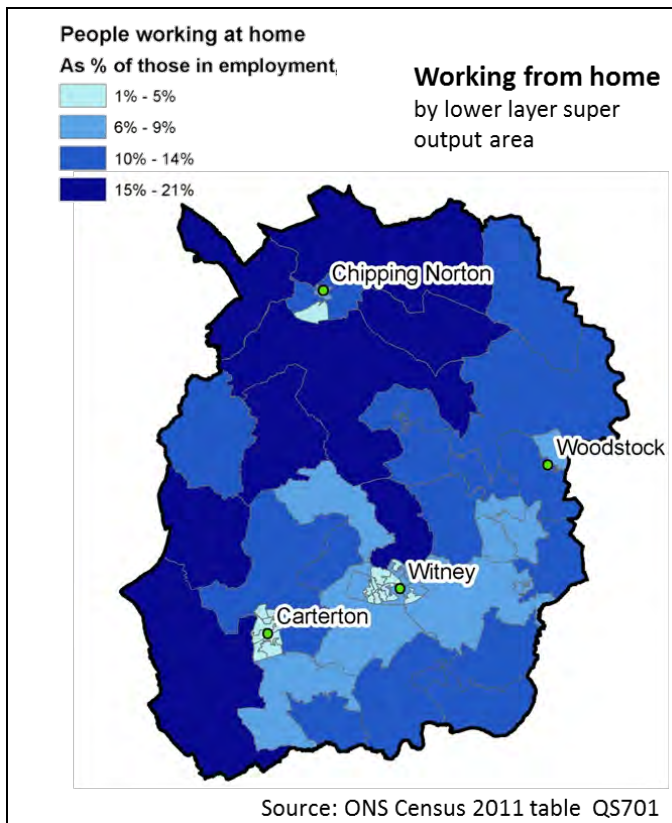 People working at home
As % of those in employment,
1% - 5%
6% - 9%
10% - 14%
15% - 21%
Working from home
by lower layer super
output area
Chipping Norton
Woodstock
Witney
Carterton
Source: ONS Census 2011 table QS701